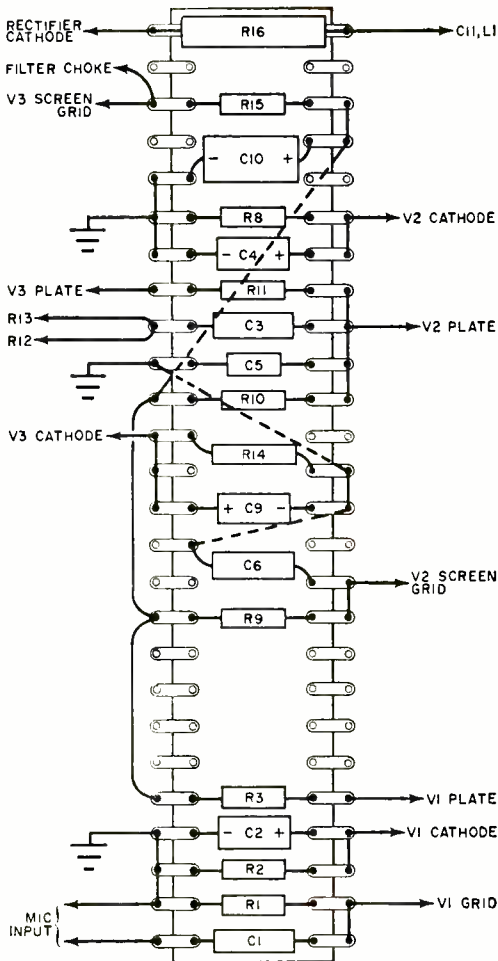 RECTIFIER
CATHODE
R16
C11, L1
FILTER CHOKE
V3 SCREEN
GRID
R15
- C10 +
R8
V2 CATHODE
- C4 +
V3 PLATE
R11
R13
R12
C3
V2 PLATE
C5
R10
V3 CATHODE
R14
+ C9 -
C6
V2 SCREEN
GRID
R9
R3
V1 PLATE
- C2 +
V1 CATHODE
R2
MIC
INPUT
R1
V1 GRID
C1